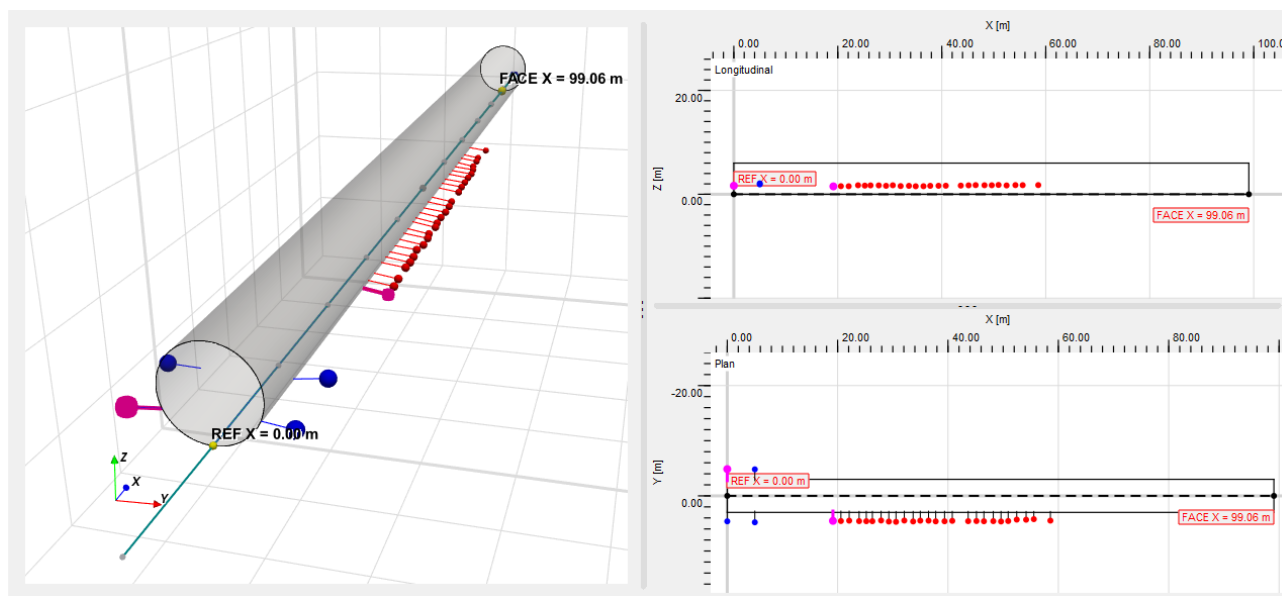 FACE X = 99.06 m
REF X = 0.00 m
Z
X
Y
X [m]
0.00
20.00
40.00
60.00
80.00
100.0
Longitudinal
20.00
Z [m]
0.00
REF X = 0.00 m
FACE X = 99.06 m
X [m]
0.00
20.00
40.00
60.00
80.00
Plan
-20.00
Y [m]
0.00
REF X = 0.00 m
FACE X = 99.06 m